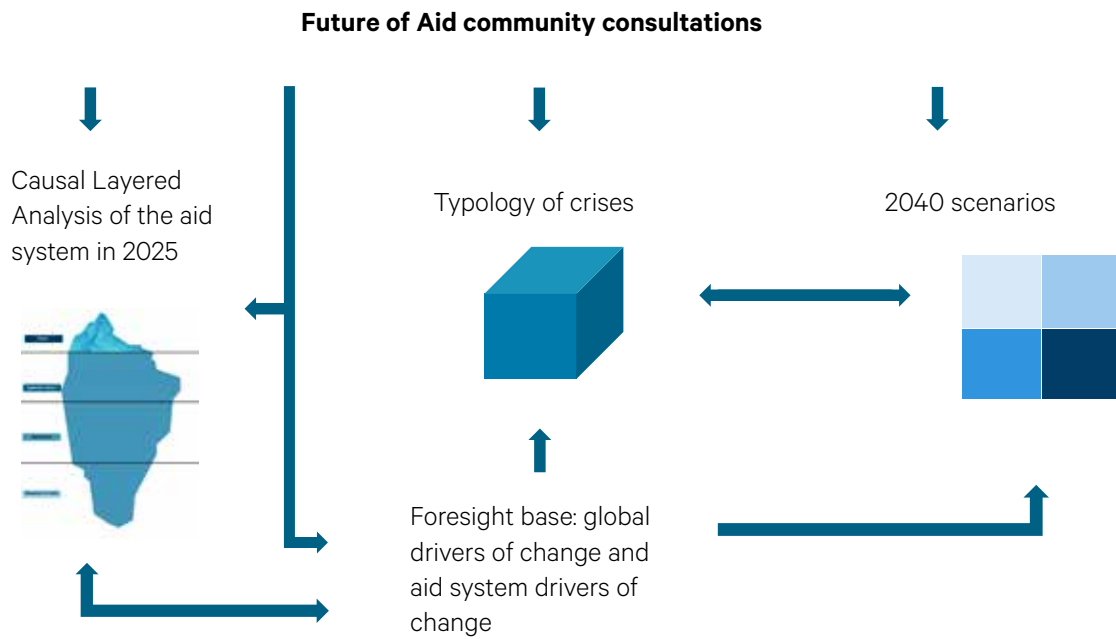 Future of Aid community consultations
Causal Layered
Analysis of the aid
system in 2025
Typology of crises
2040 scenarios
Foresight base: global
drivers of change and
aid system drivers of
change